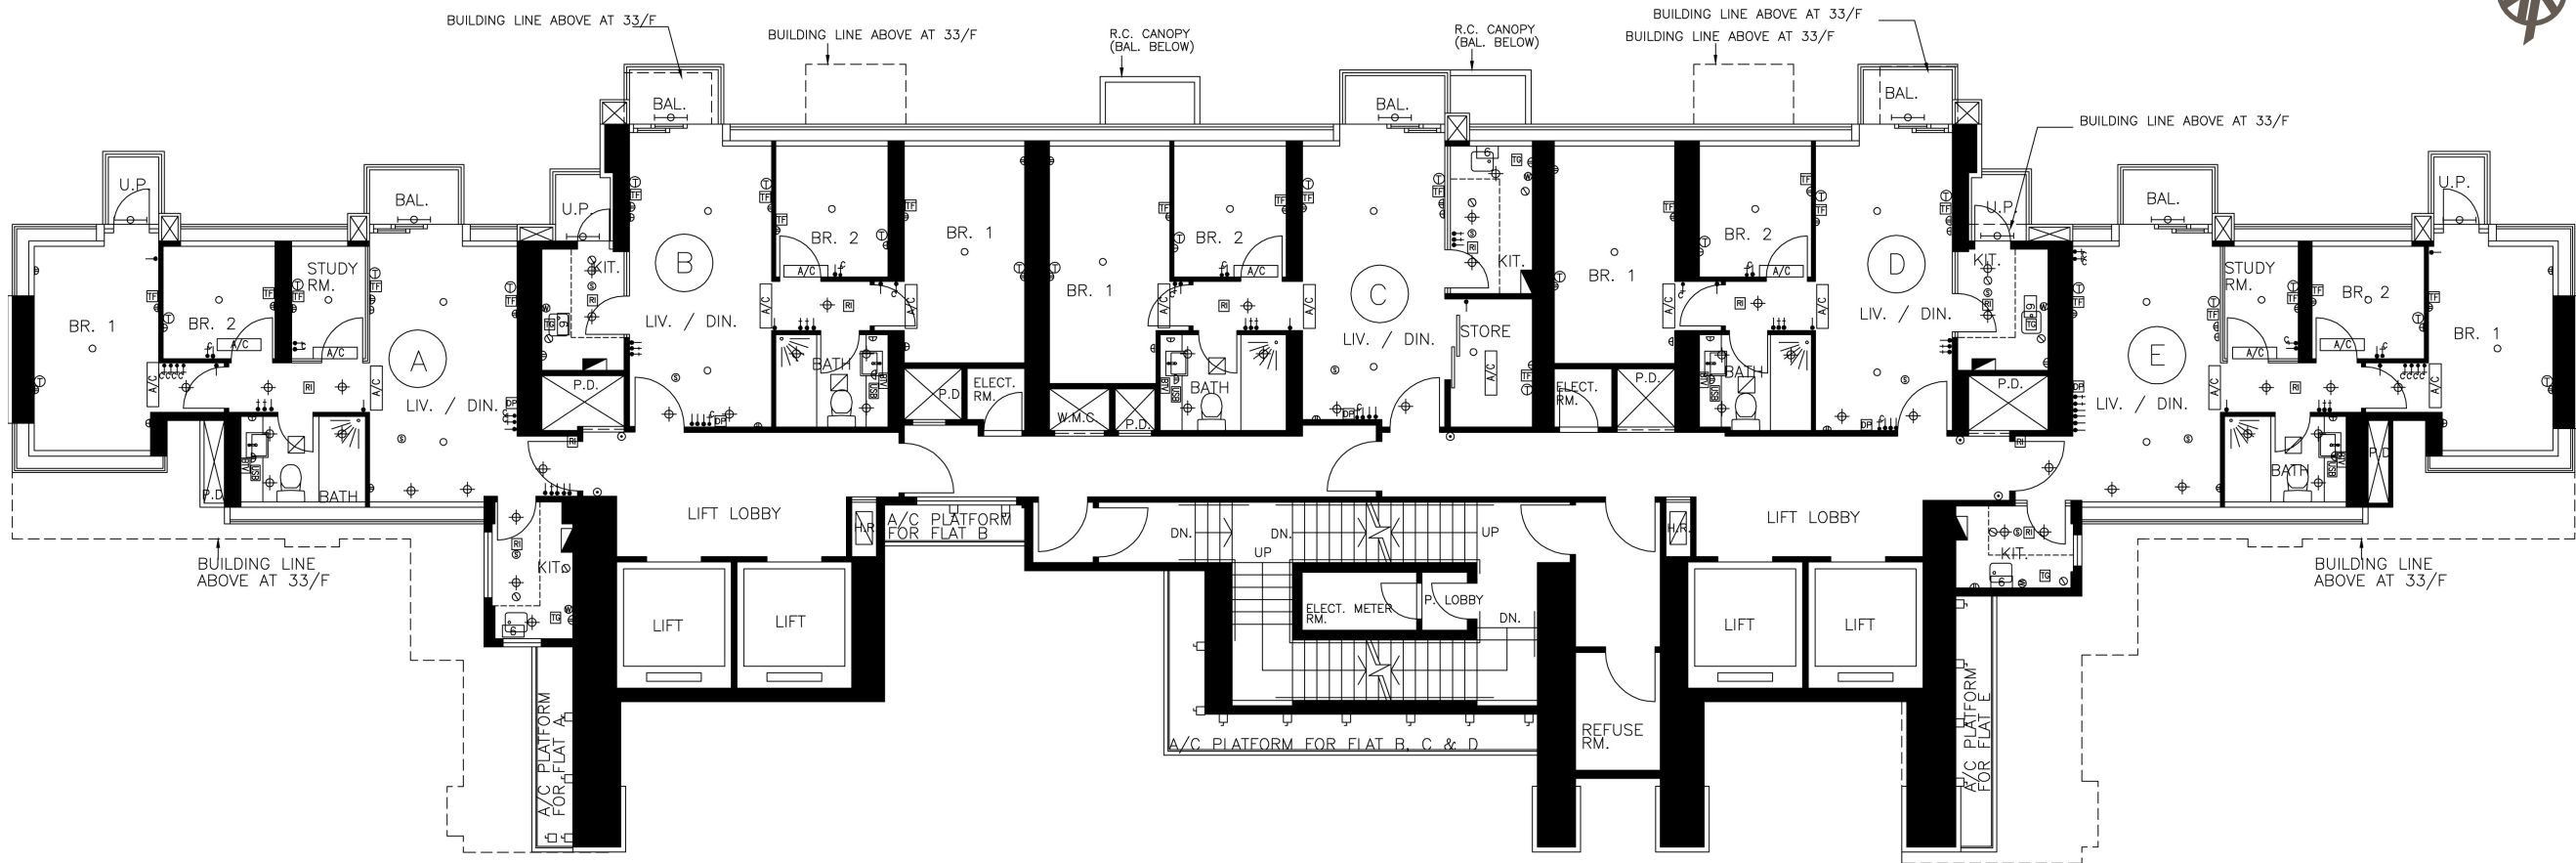 BUILDING LINE ABOVE AT 33/F
BUILDING LINE ABOVE AT 33/F
R.C. CANOPY
(BAL. BELOW)
R.C. CANOPY
(BAL. BELOW)
BUILDING LINE ABOVE AT 33/F
BUILDING LINE ABOVE AT 33/F
BUILDING LINE ABOVE AT 33/F
U.P.
BAL.
U.P.
BAL.
BAL.
BAL.
U.P.
BAL.
U.P.
BR. 1
BR. 2
STUDY
RM.
A
LIV. / DIN.
A/C
A/C
A/C
A/C
BATH
P.D.
KIT.
KIT.
P.D.
B
LIV. / DIN.
BR. 2
BR. 1
A/C
A/C
A/C
BATH
P.D.
ELECT.
RM.
BR. 1
BR. 2
A/C
A/C
A/C
W.M.C.
P.D.
BATH
C
LIV. / DIN.
KIT.
STORE
A/C
BR. 1
BR. 2
A/C
A/C
A/C
ELECT.
RM.
P.D.
BATH
D
LIV. / DIN.
KIT.
P.D.
E
LIV. / DIN.
STUDY
RM.
BR. 2
BR. 1
A/C
A/C
A/C
A/C
BATH
P.D.
KIT.
LIFT LOBBY
H.R.
A/C PLATFORM
FOR FLAT B
DN.
UP
DN.
UP
DN.
ELECT. METER
RM.
P. LOBBY
H.R.
LIFT LOBBY
LIFT
LIFT
LIFT
LIFT
REFUSE
RM.
A/C PLATFORM FOR FLAT B, C & D
A/C PLATFORM
FOR FLAT A
A/C PLATFORM
FOR FLAT E
BUILDING LINE
ABOVE AT 33/F
BUILDING LINE
ABOVE AT 33/F